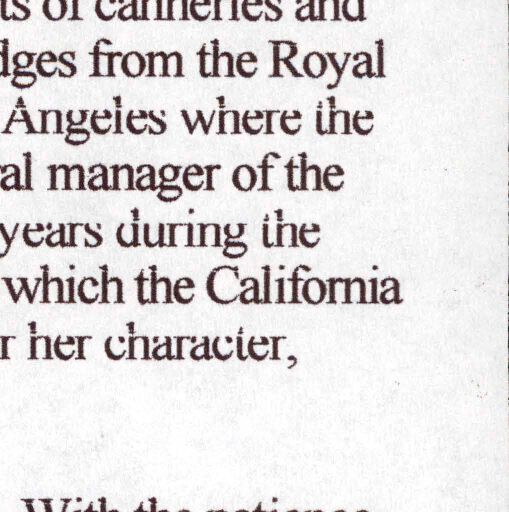 ts of canneries and
dges from the Royal
Angeles where the
al manager of the
years during the
which the California
r her character,
With the patience